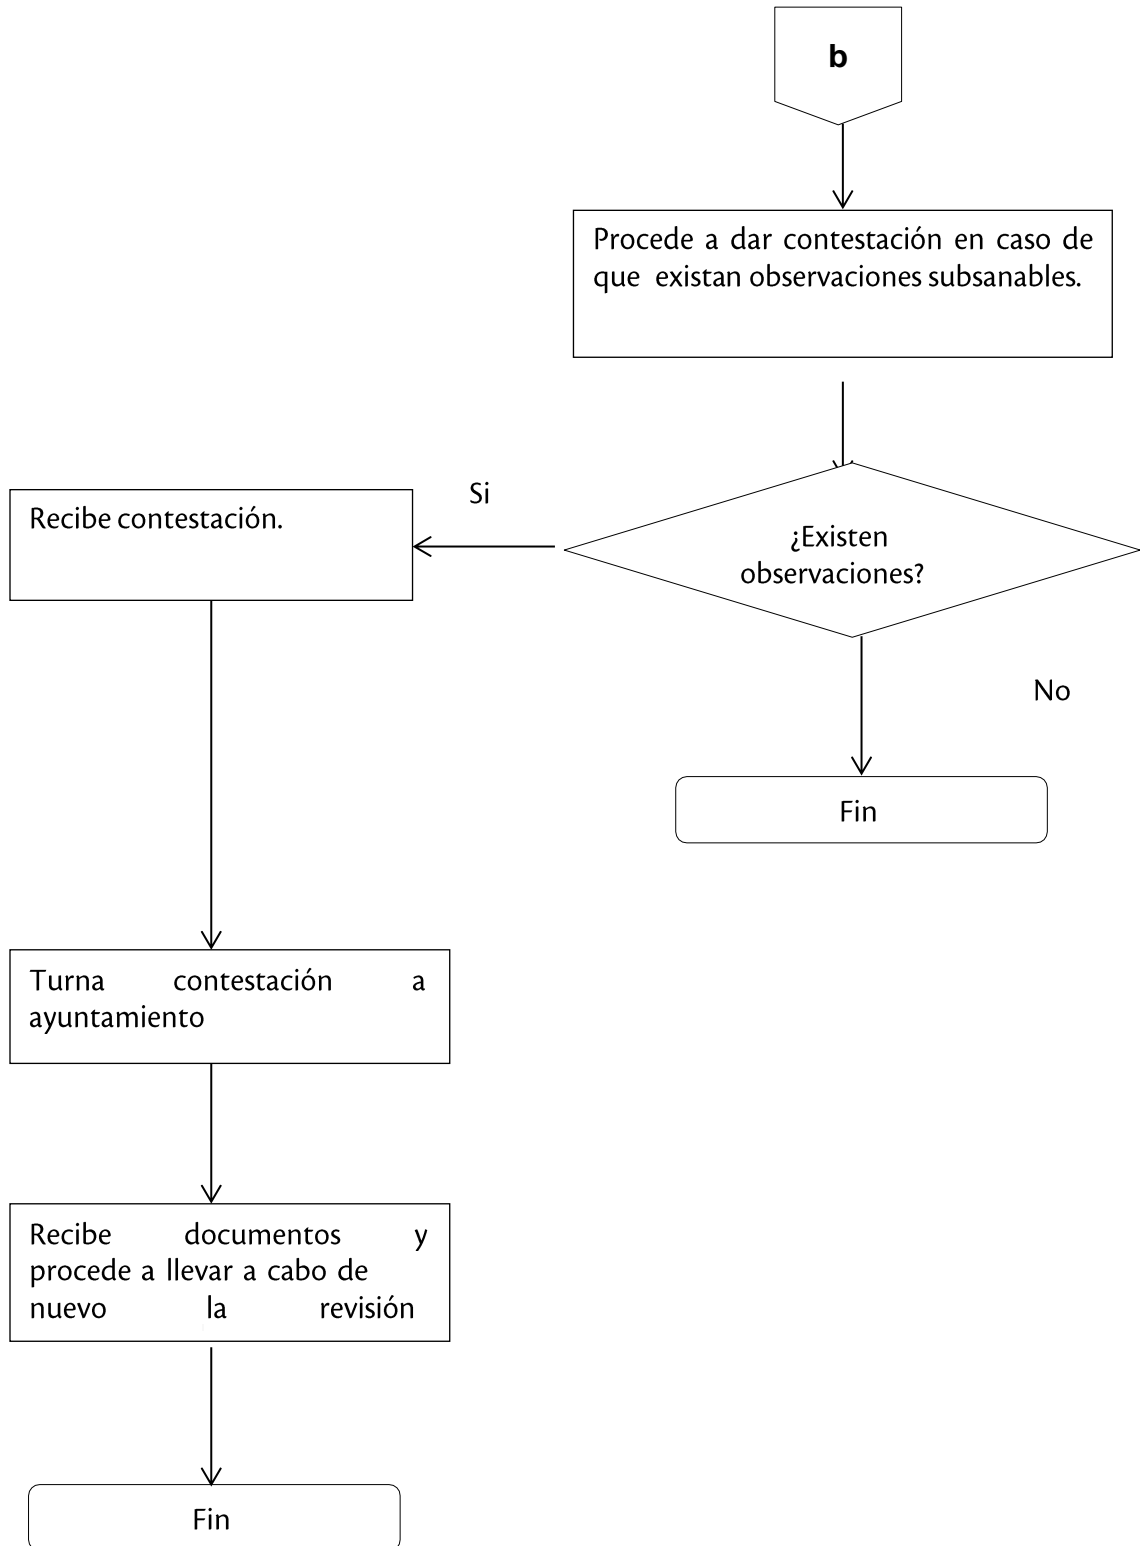 b
Procede a dar contestación en caso de
que existan observaciones subsanables.
Si
Recibe contestación.
¿Existen
observaciones?
No
Fin
Turna contestación a
ayuntamiento
Recibe documentos y
procede a llevar a cabo de
nuevo la revisión
Fin